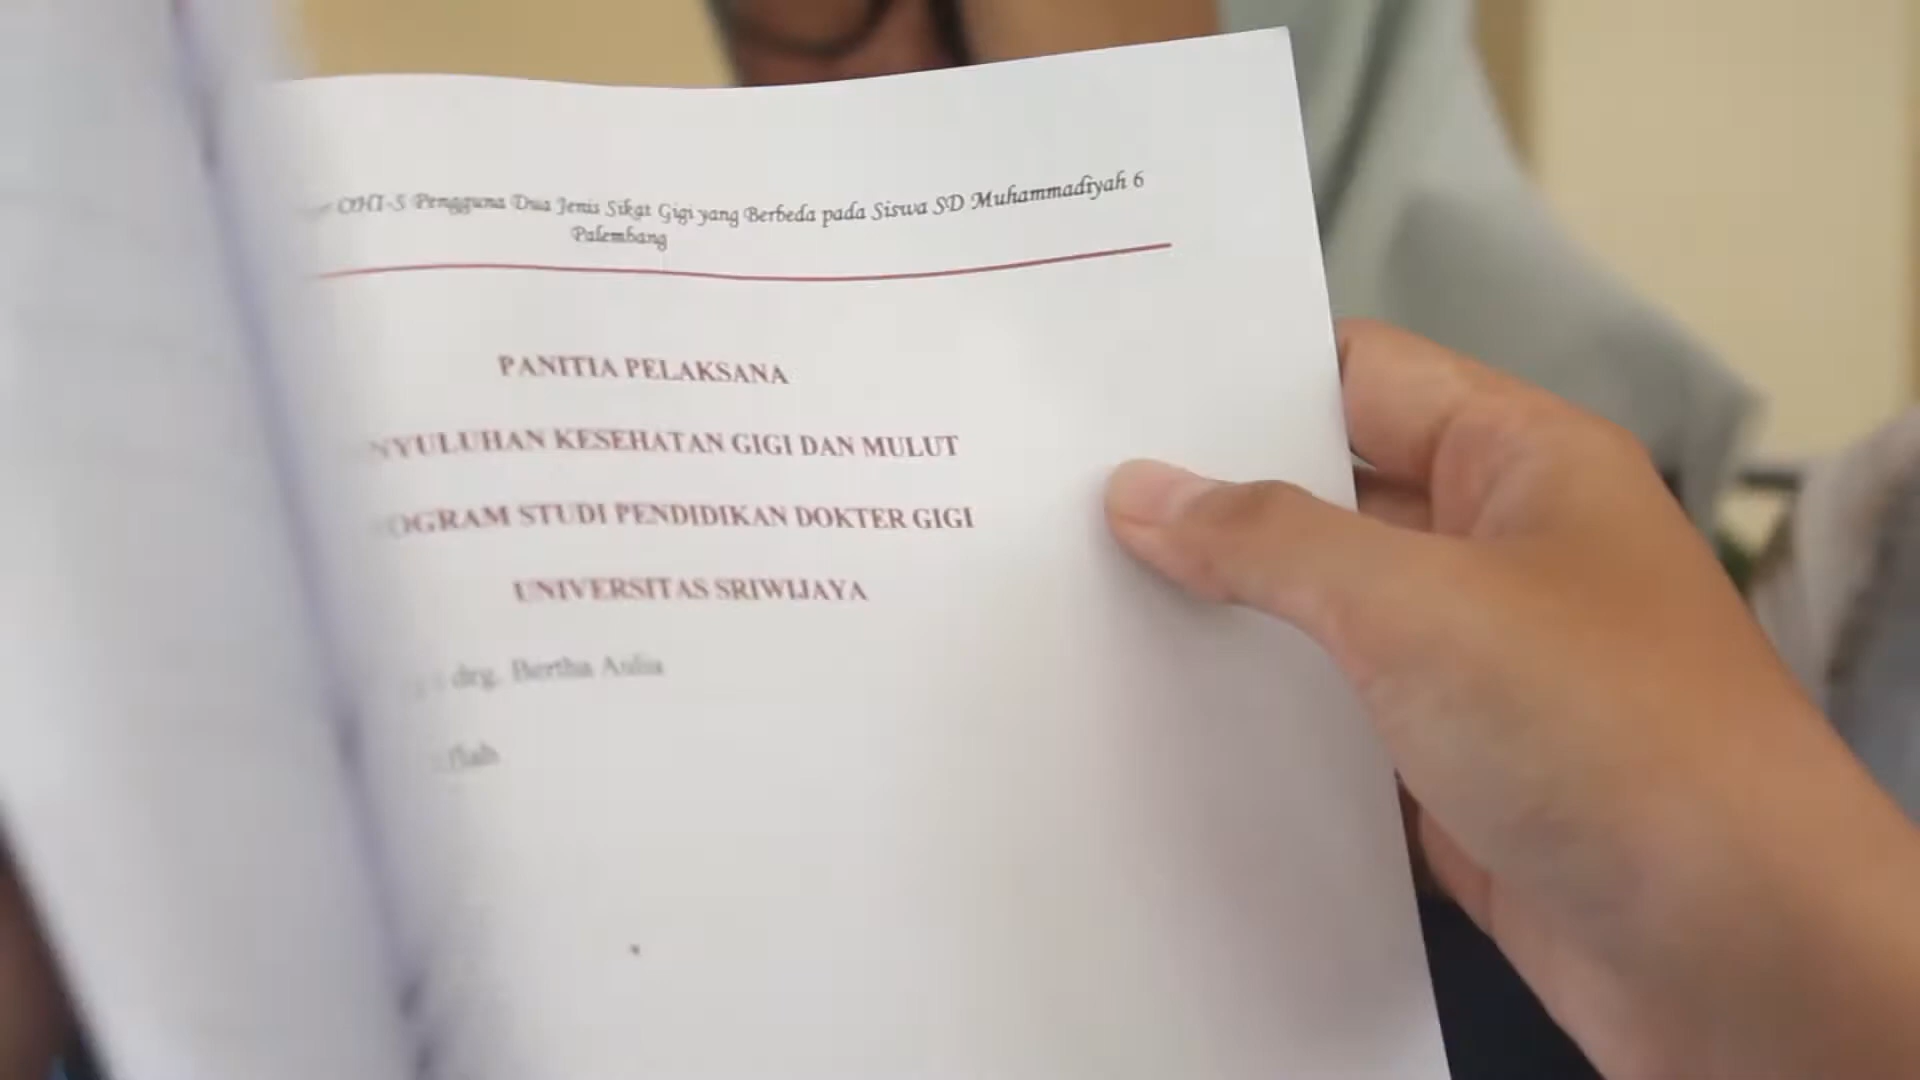 OHI-S Pengguna Dua Jenis Sikat Gigi yang Berbeda pada Siswa SD Muhammadiyah 6
Palembang
PANITIA PELAKSANA
NYULUHAN KESEHATAN GIGI DAN MULUT
OGRAM STUDI PENDIDIKAN DOKTER GIGI
UNIVERSITAS SRIWIJAYA
drg. Bertha Aulia